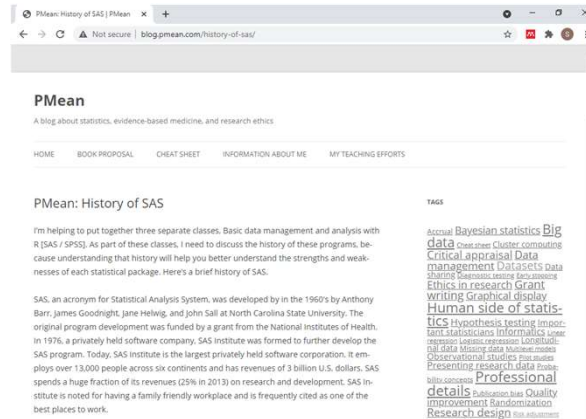 PMean: History of SAS | PMean
Not secure | blog.pmean.com/history-of-sas/
PMean
A blog about statistics, evidence-based medicine, and research ethics
HOME BOOK PROPOSAL CHEAT SHEET INFORMATION ABOUT ME MY TEACHING EFFORTS
PMean: History of SAS
I'm helping to put together three separate classes, Basic data management and analysis with
R [SAS / SPSS]. As part of these classes, I need to discuss the history of these programs, be-
cause understanding that history will help you better understand the strengths and weak-
nesses of each statistical package. Here's a brief history of SAS.
SAS, an acronym for Statistical Analysis System, was developed by in the 1960's by Anthony
Barr, James Goodnight, Jane Helwig, and John Sall at North Carolina State University. The
original program development was funded by a grant from the National Institutes of Health.
In 1976, a privately held software company, SAS Institute was formed to further develop the
SAS program. Today, SAS Institute is the largest privately held software corporation. It em-
ploys over 13,000 people across six continents and has revenues of 3 billion U.S. dollars. SAS
spends a huge fraction of its revenues (25% in 2013) on research and development. SAS In-
stitute is noted for having a family friendly workplace and is frequently cited as one of the
best places to work.
TAGS
Accrual Bayesian statistics Big
data Cheat sheet Cluster computing
Critical appraisal Data
management Datasets Data
sharing Diagnostic testing Early stopping
Ethics in research Grant
writing Graphical display
Human side of statis-
tics Hypothesis testing Impor-
tant statisticians Informatics Linear
regression Logistic regression Longitudi-
nal data Missing data Multilevel models
Observational studies Pilot studies
Presenting research data Proba-
bility concepts Professional
details Publication bias Quality
improvement Randomization
Research design Risk adjustment